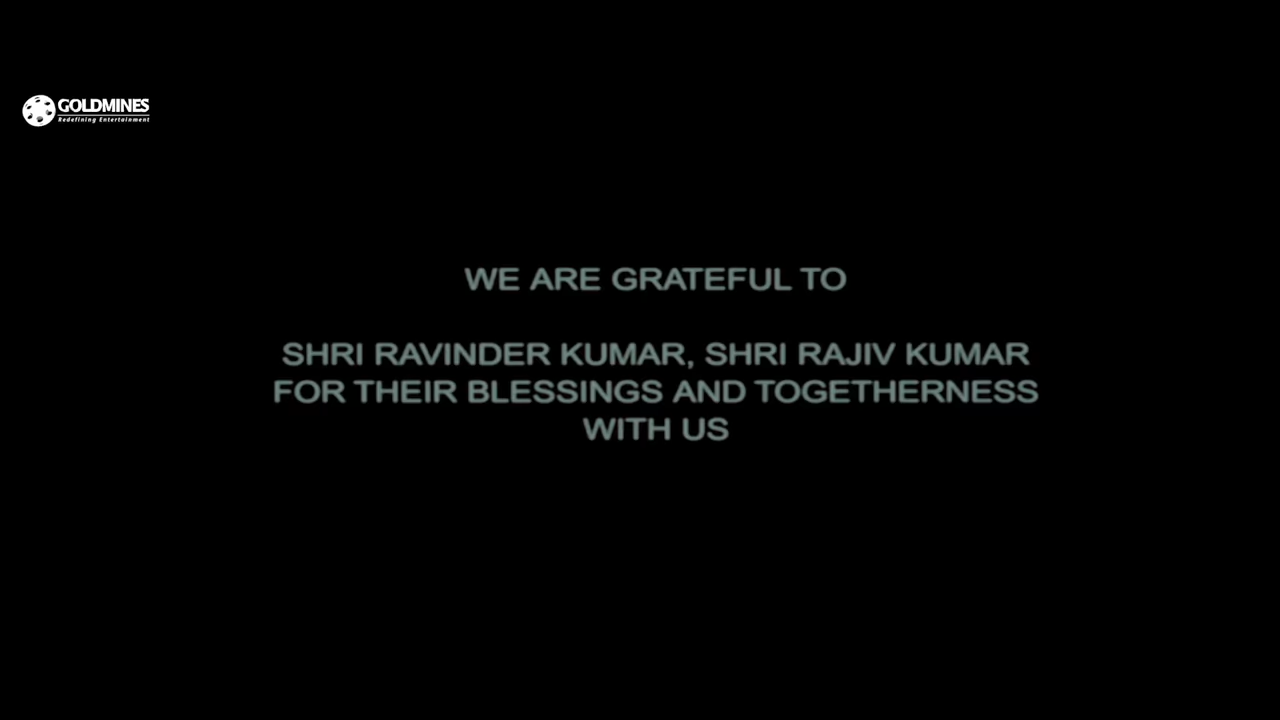 GOLDMINES
Redefining Entertainment
WE ARE GRATEFUL TO
SHRI RAVINDER KUMAR, SHRI RAJIV KUMAR
FOR THEIR BLESSINGS AND TOGETHERNESS
WITH US